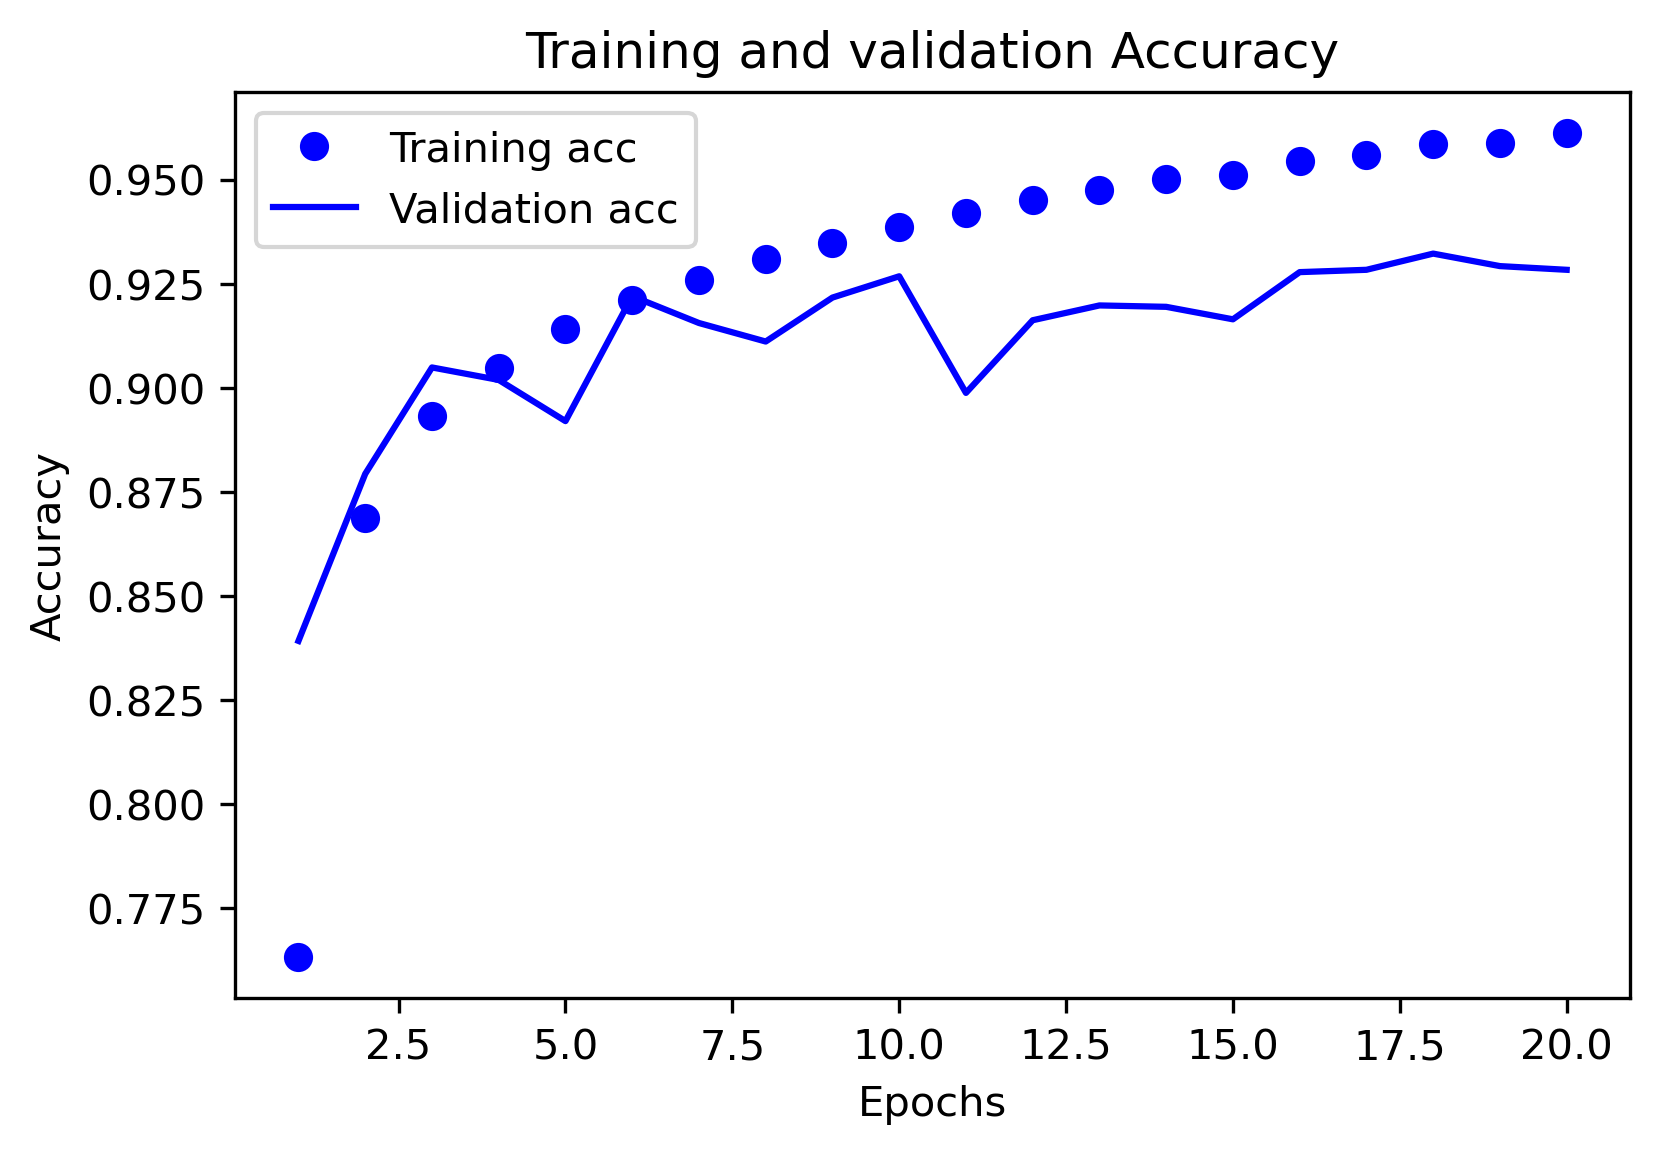 Training and validation Accuracy
Training acc
Validation acc
0.950
0.925
0.900
0.875
0.850
0.825
0.800
0.775
Accuracy
2.5 5.0 7.5 10.0 12.5 15.0 17.5 20.0
Epochs